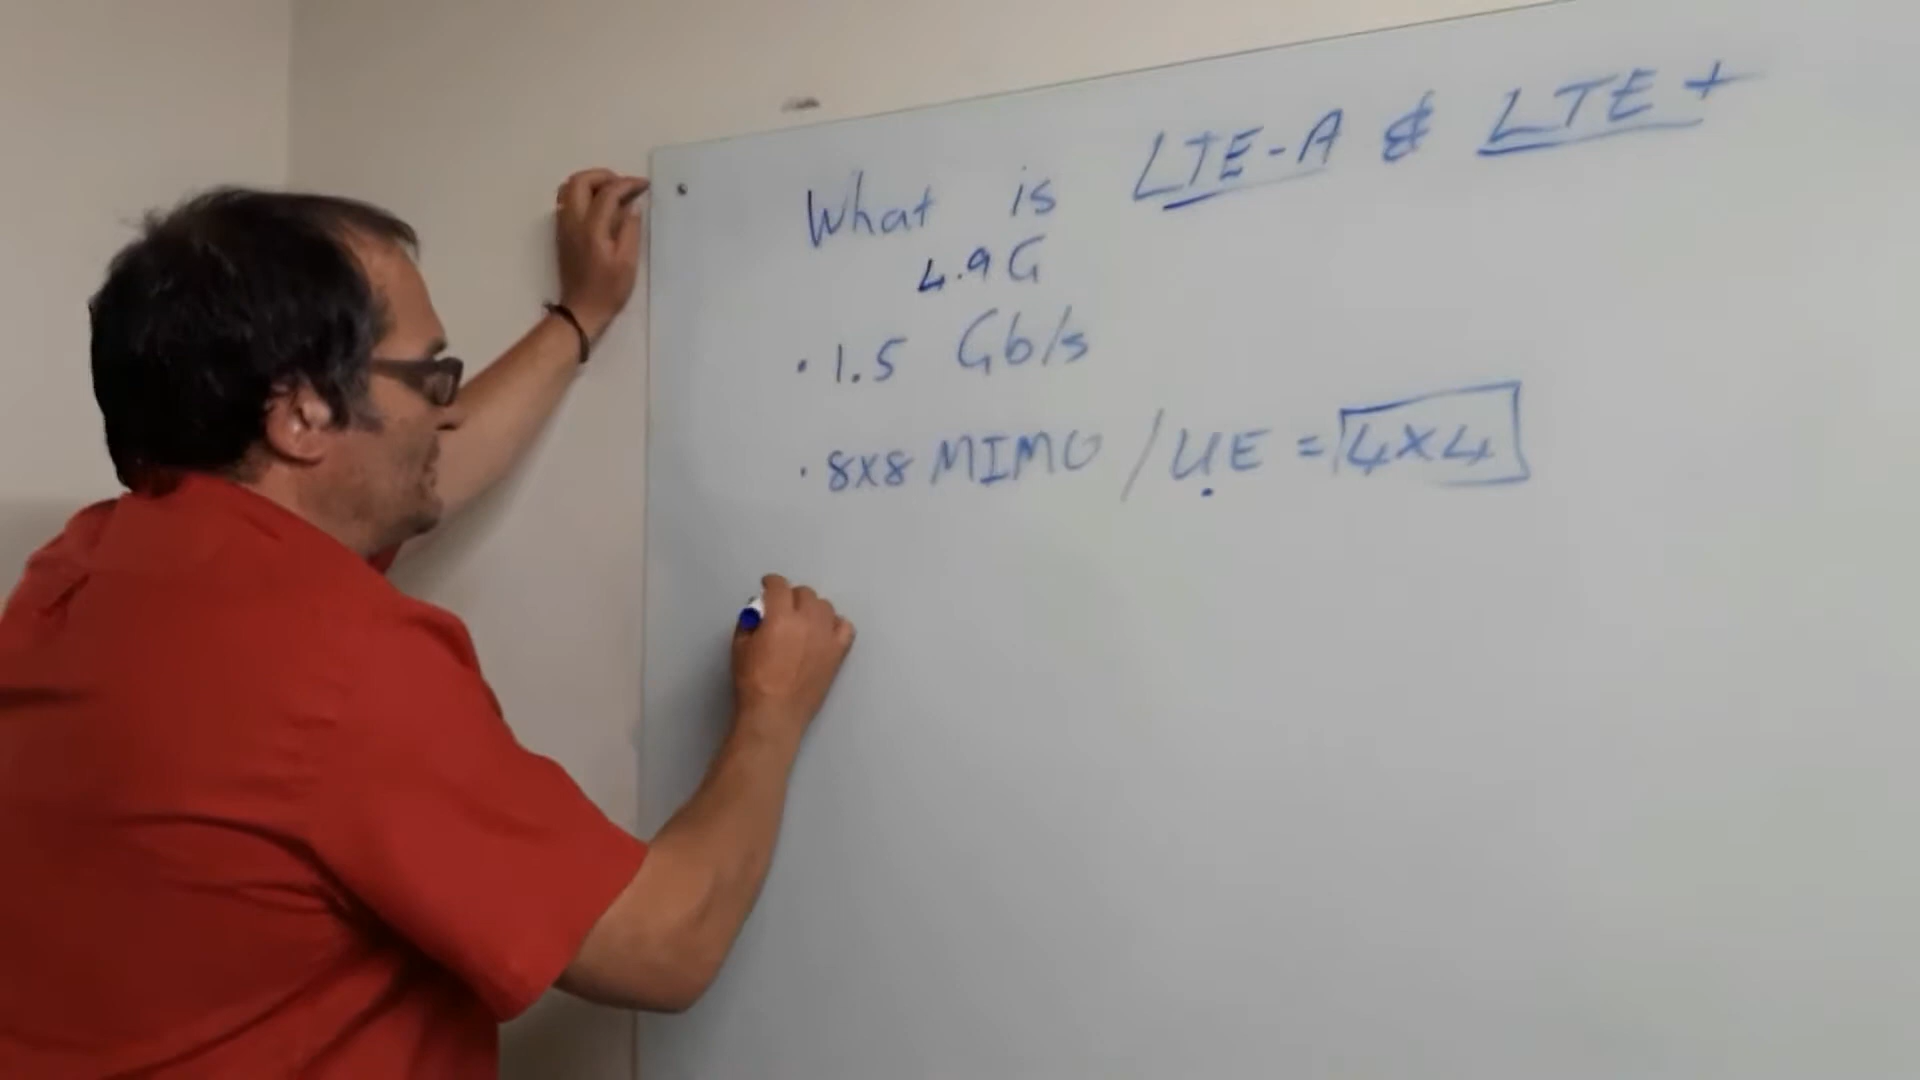 What is LTE-A & LTE+
4.9G
· 1.5 Gb/s
· 8x8 MIMO / UE = 4x4